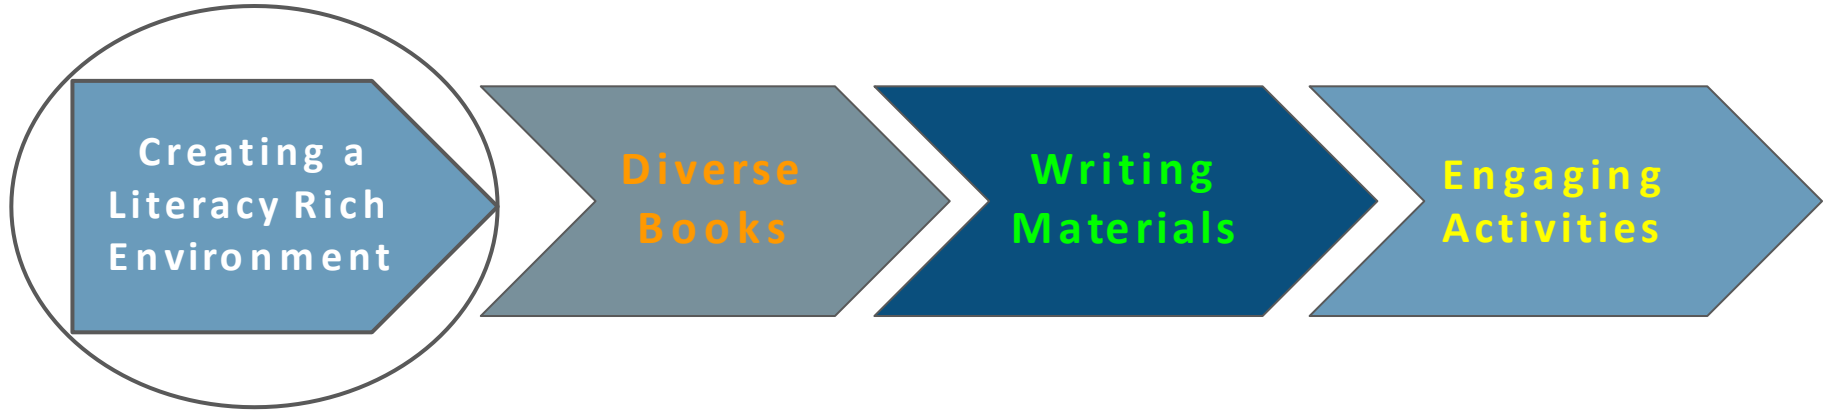 Creating a
Literacy Rich
Environment
Diverse
Books
Writing
Materials
Engaging
Activities